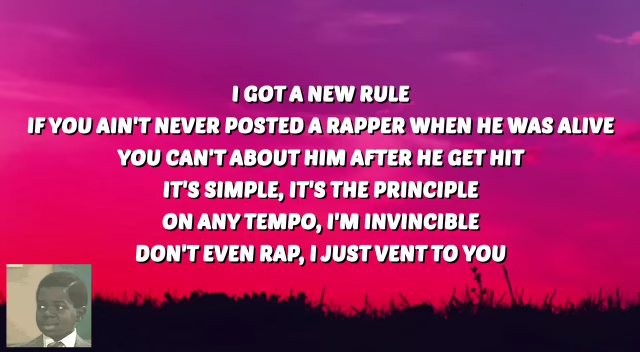 I GOT A NEW RULE
IF YOU AIN'T NEVER POSTED A RAPPER WHEN HE WAS ALIVE
YOU CAN'T ABOUT HIM AFTER HE GET HIT
IT'S SIMPLE, IT'S THE PRINCIPLE
ON ANY TEMPO, I'M INVINCIBLE
DON'T EVEN RAP, I JUST VENT TO YOU